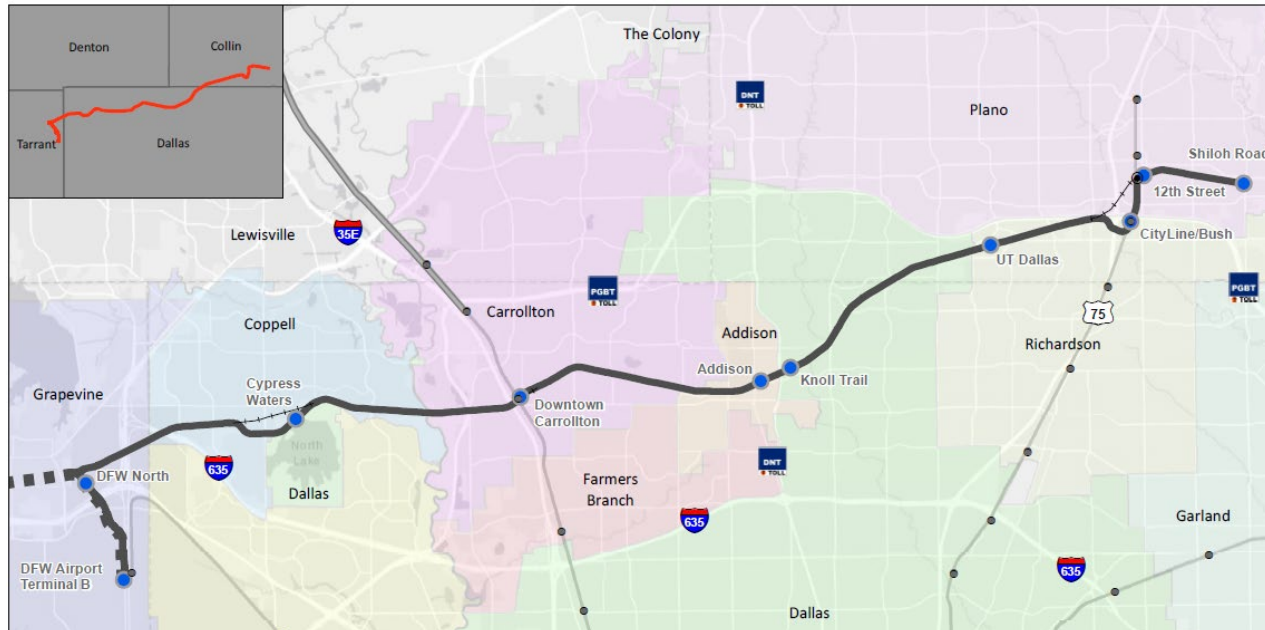 Denton
Collin
Tarrant
Dallas
The Colony
DNT
TOLL
Plano
Shiloh Road
12th Street
CityLine/Bush
UT Dallas
Lewisville
35E
PGBT
TOLL
PGBT
TOLL
Carrollton
Coppell
75
Addison
Richardson
Addison
Knoll Trail
Grapevine
Cypress
Waters
Downtown
Carrollton
North
Lake
DFW North
635
Dallas
Farmers
Branch
DNT
TOLL
635
Garland
DFW Airport
Terminal B
635
Dallas